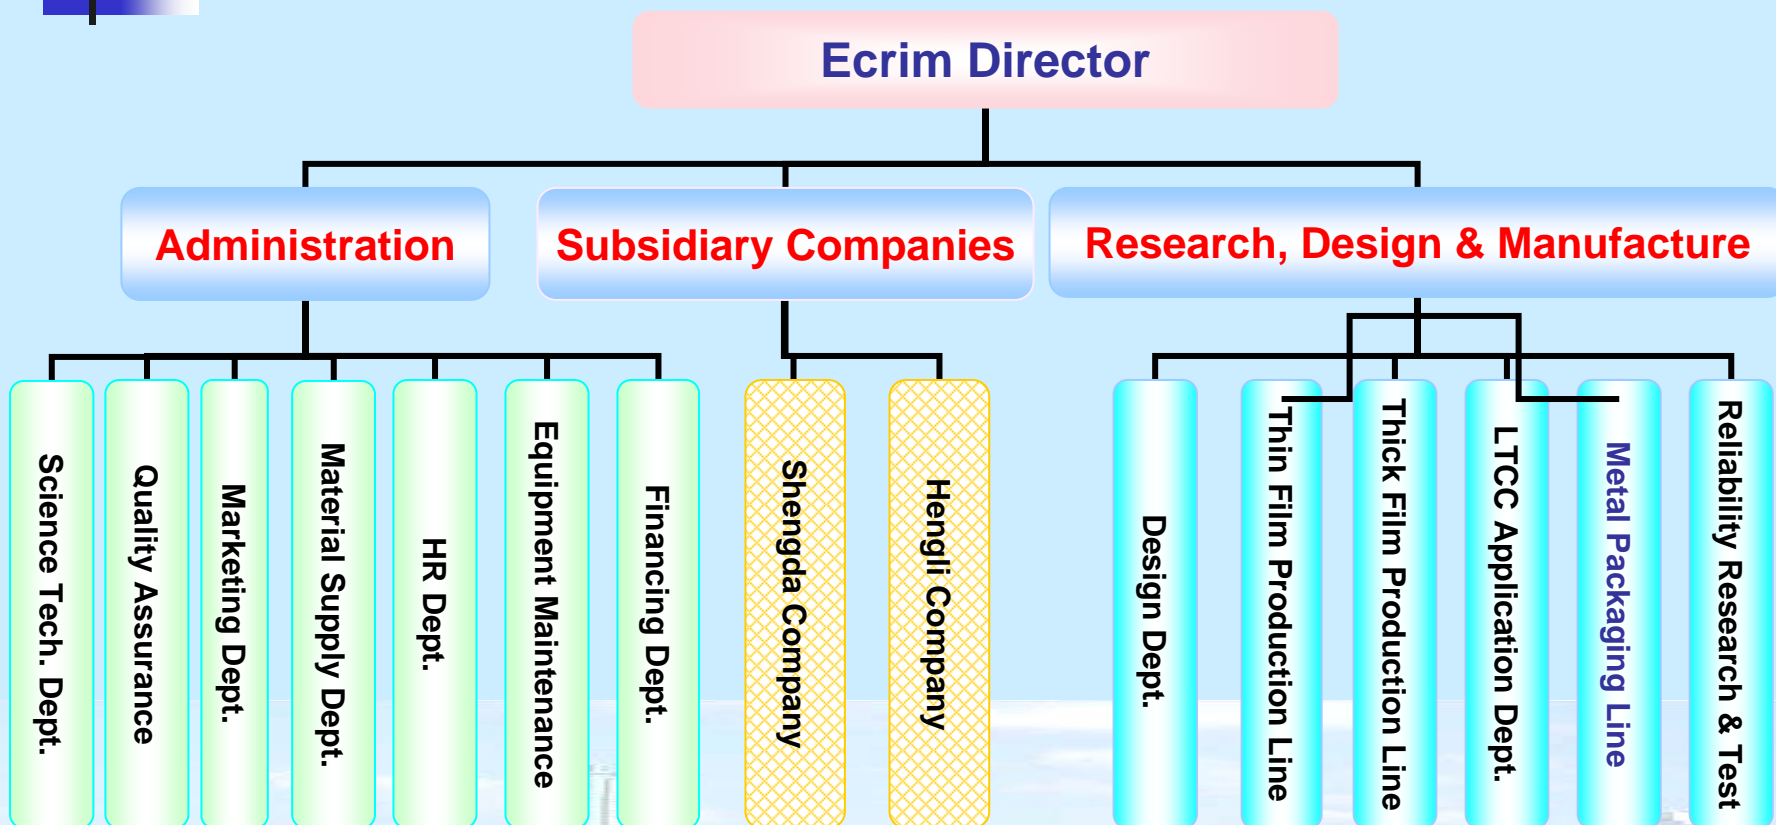 Ecrim Director
Administration
Subsidiary Companies
Research, Design & Manufacture
Science Tech. Dept.
Quality Assurance
Marketing Dept.
Material Supply Dept.
HR Dept.
Equipment Maintenance
Financing Dept.
Shengda Company
Hengli Company
Design Dept.
Thin Film Production Line
Thick Film Production Line
LTCC Application Dept.
Metal Packaging Line
Reliability Research & Test